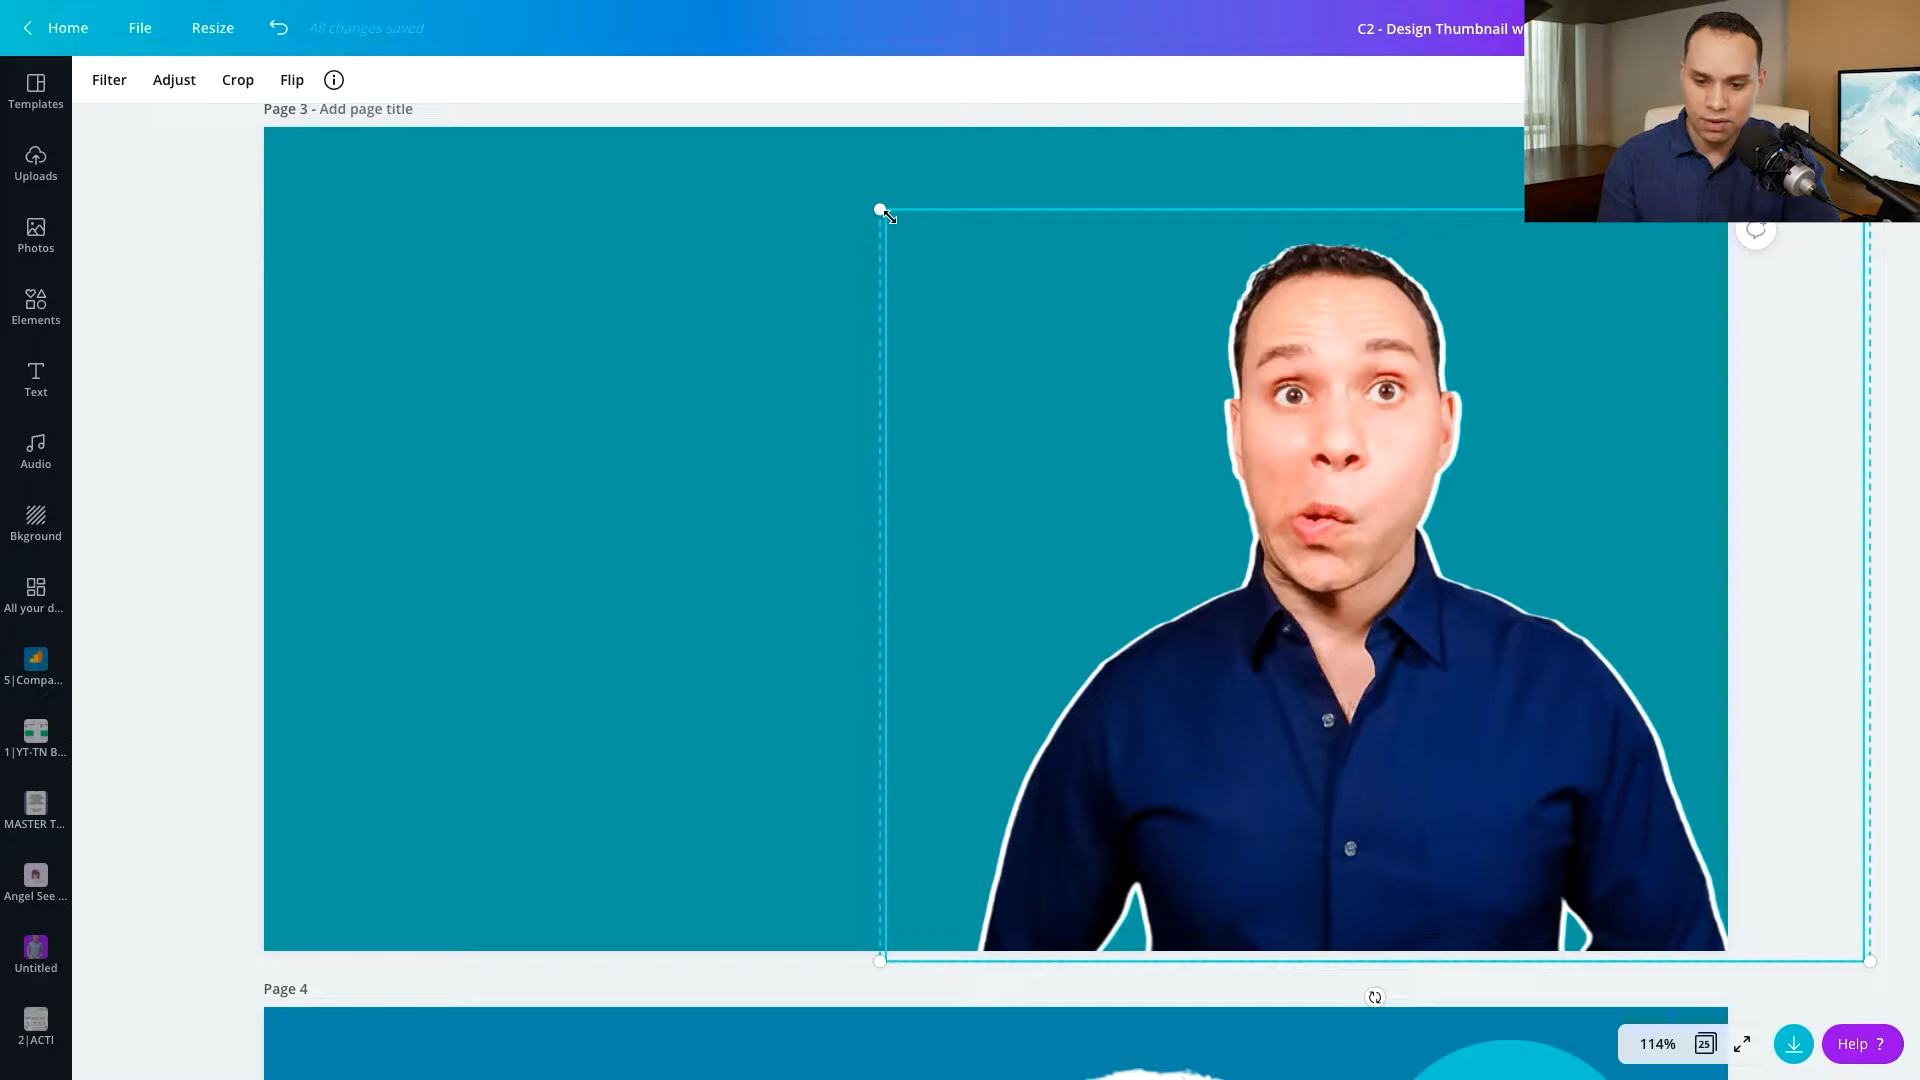 Home
File
Resize
All changes saved
C2 - Design Thumbnail w
Filter
Adjust
Crop
Flip
Page 3 - Add page title
Templates
Uploads
Photos
Elements
Text
Audio
Bkground
All your d...
5|Compa...
1|YT-TN B...
MASTER T...
Angel See ...
Untitled
2|ACTI
Page 4
114%
25
Help ?